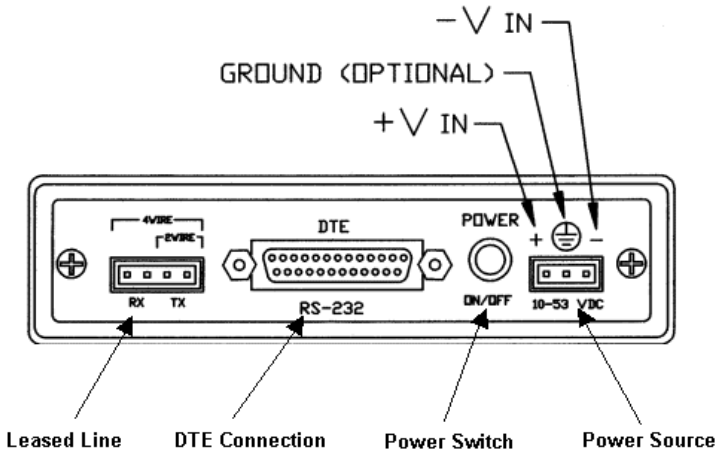 -V IN
GROUND (OPTIONAL)
+V IN
4WIRE
2WIRE
DTE
POWER
+ -
RX TX
RS-232
ON/OFF
10-53 VDC
Leased Line
DTE Connection
Power Switch
Power Source